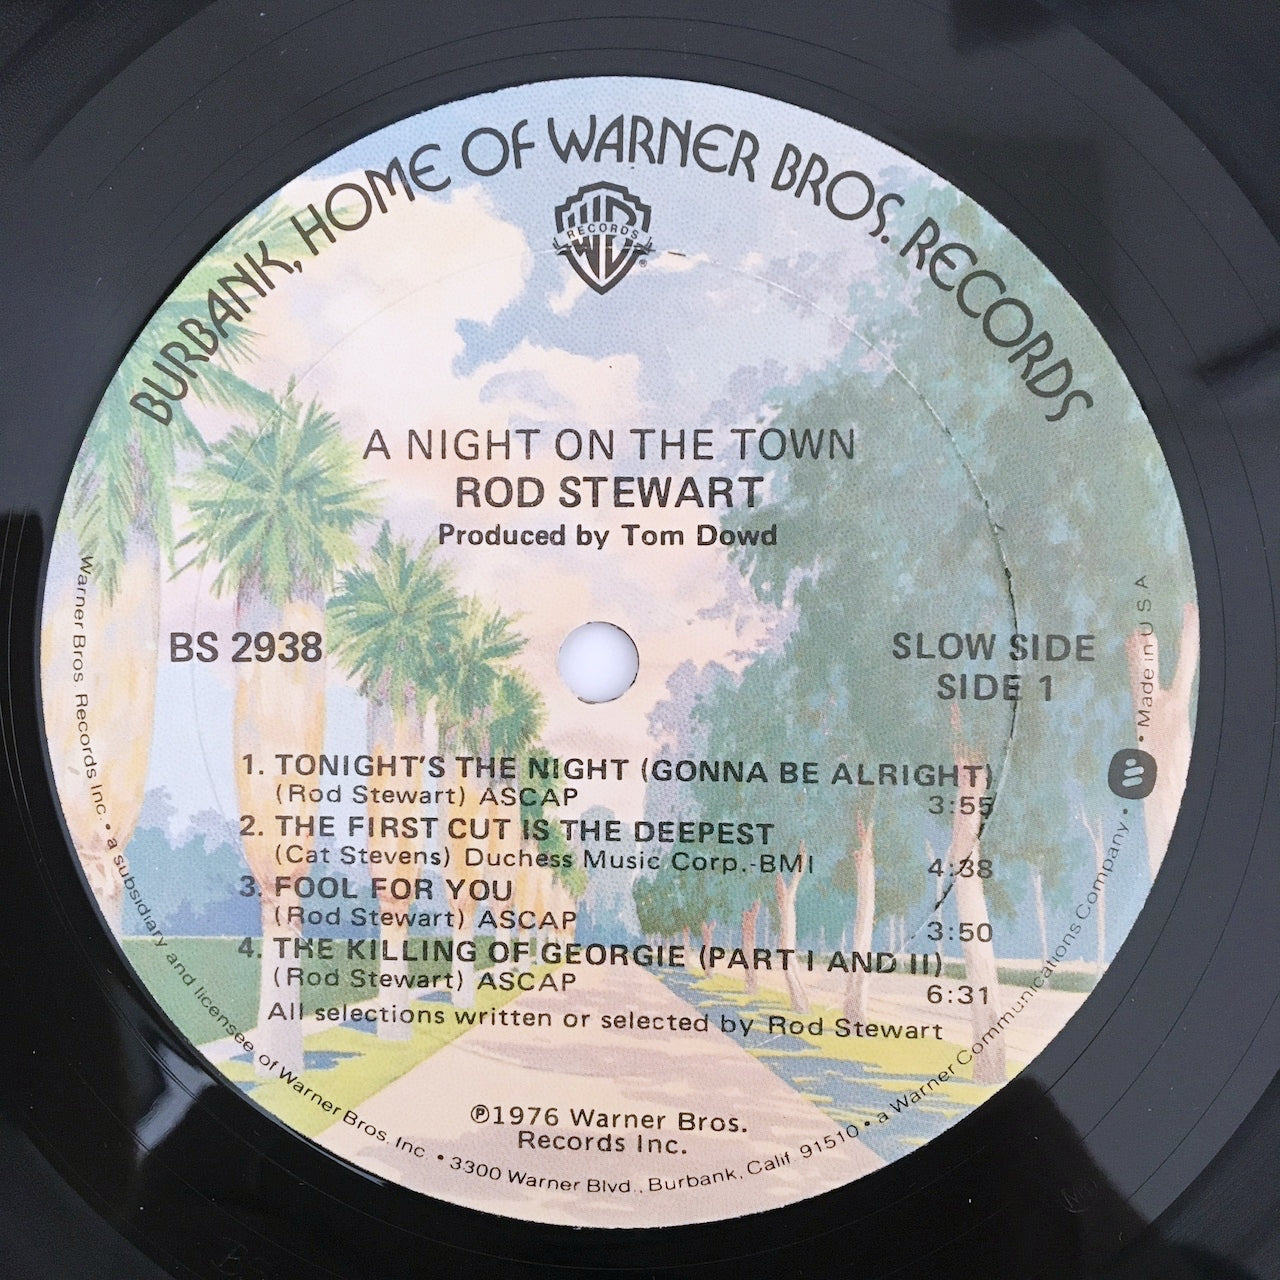 BURBANK, HOME OF WARNER BROS. RECORDS
WB
RECORDS
®
A NIGHT ON THE TOWN
ROD STEWART
Produced by Tom Dowd
BS 2938
SLOW SIDE
SIDE 1
1. TONIGHT'S THE NIGHT (GONNA BE ALRIGHT)
(Rod Stewart) ASCAP 3:55
2. THE FIRST CUT IS THE DEEPEST
(Cat Stevens) Duchess Music Corp.-BMI 4:38
3. FOOL FOR YOU
(Rod Stewart) ASCAP 3:50
4. THE KILLING OF GEORGIE (PART I AND II)
(Rod Stewart) ASCAP 6:31
All selections written or selected by Rod Stewart
℗1976 Warner Bros.
Records Inc.
Warner Bros. Records Inc. • a subsidiary and licensee of Warner Bros. Inc. • 3300 Warner Blvd., Burbank, Calif. 91510 • a Warner Communications Company • Made in U S A